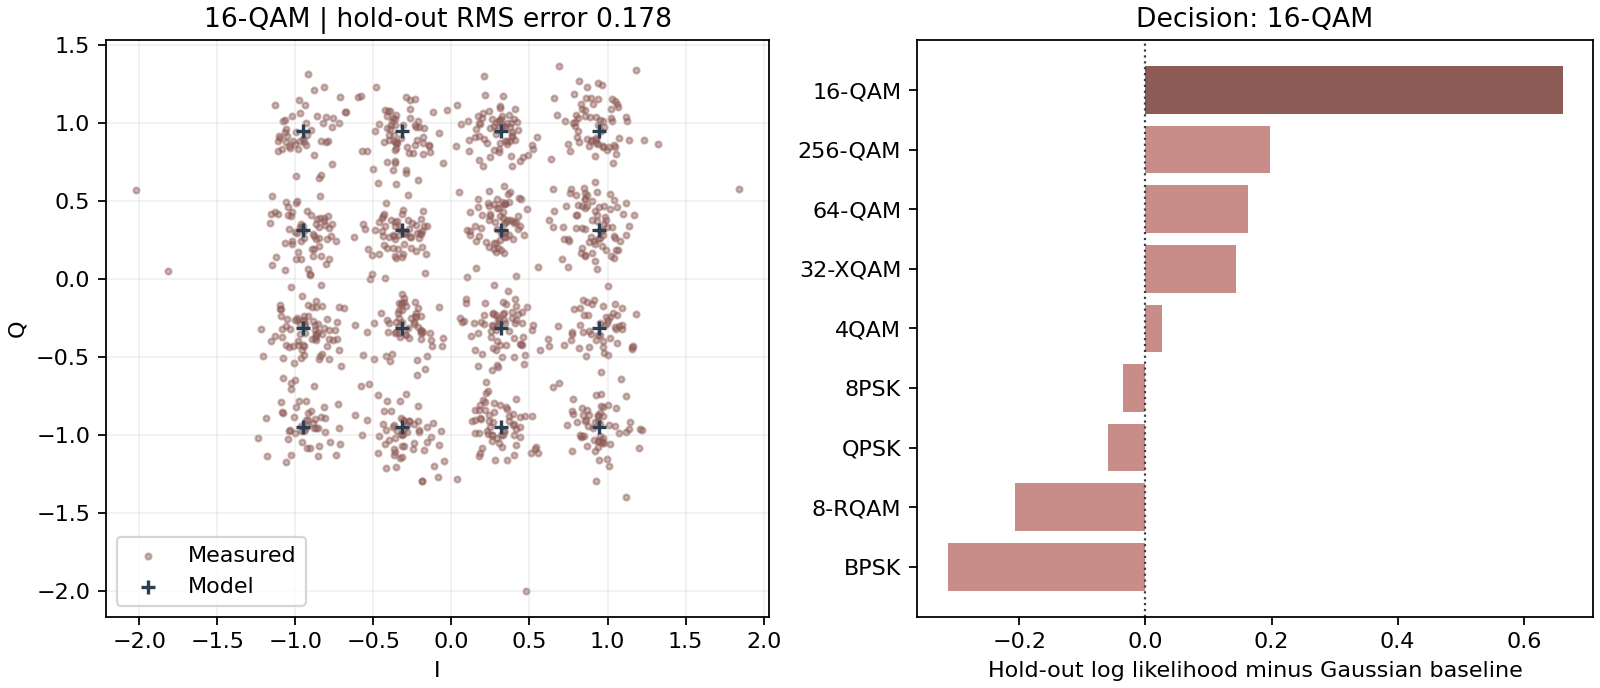 16-QAM | hold-out RMS error 0.178
1.5
1.0
0.5
0.0
−0.5
−1.0
−1.5
−2.0
Q
Measured
Model
−2.0 −1.5 −1.0 −0.5 0.0 0.5 1.0 1.5 2.0
I
Decision: 16-QAM
16-QAM
256-QAM
64-QAM
32-XQAM
4QAM
8PSK
QPSK
8-RQAM
BPSK
−0.2 0.0 0.2 0.4 0.6
Hold-out log likelihood minus Gaussian baseline